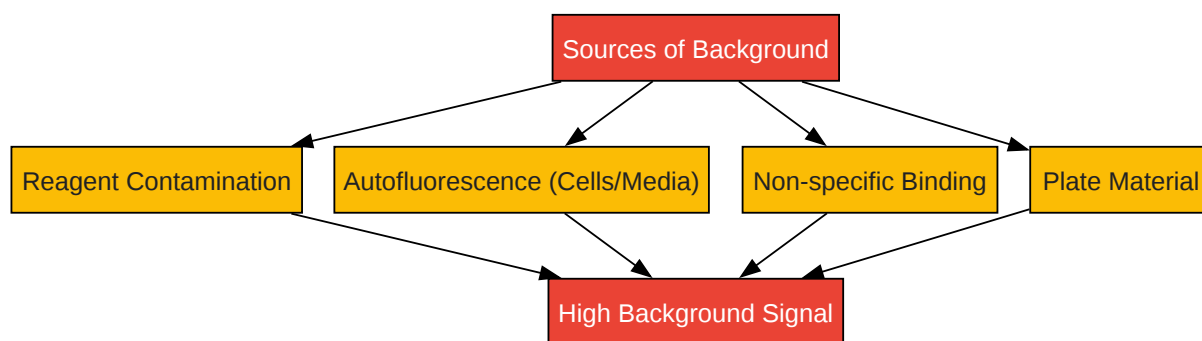 Sources of Background
Reagent Contamination
Autofluorescence (Cells/Media)
Non-specific Binding
Plate Material
High Background Signal